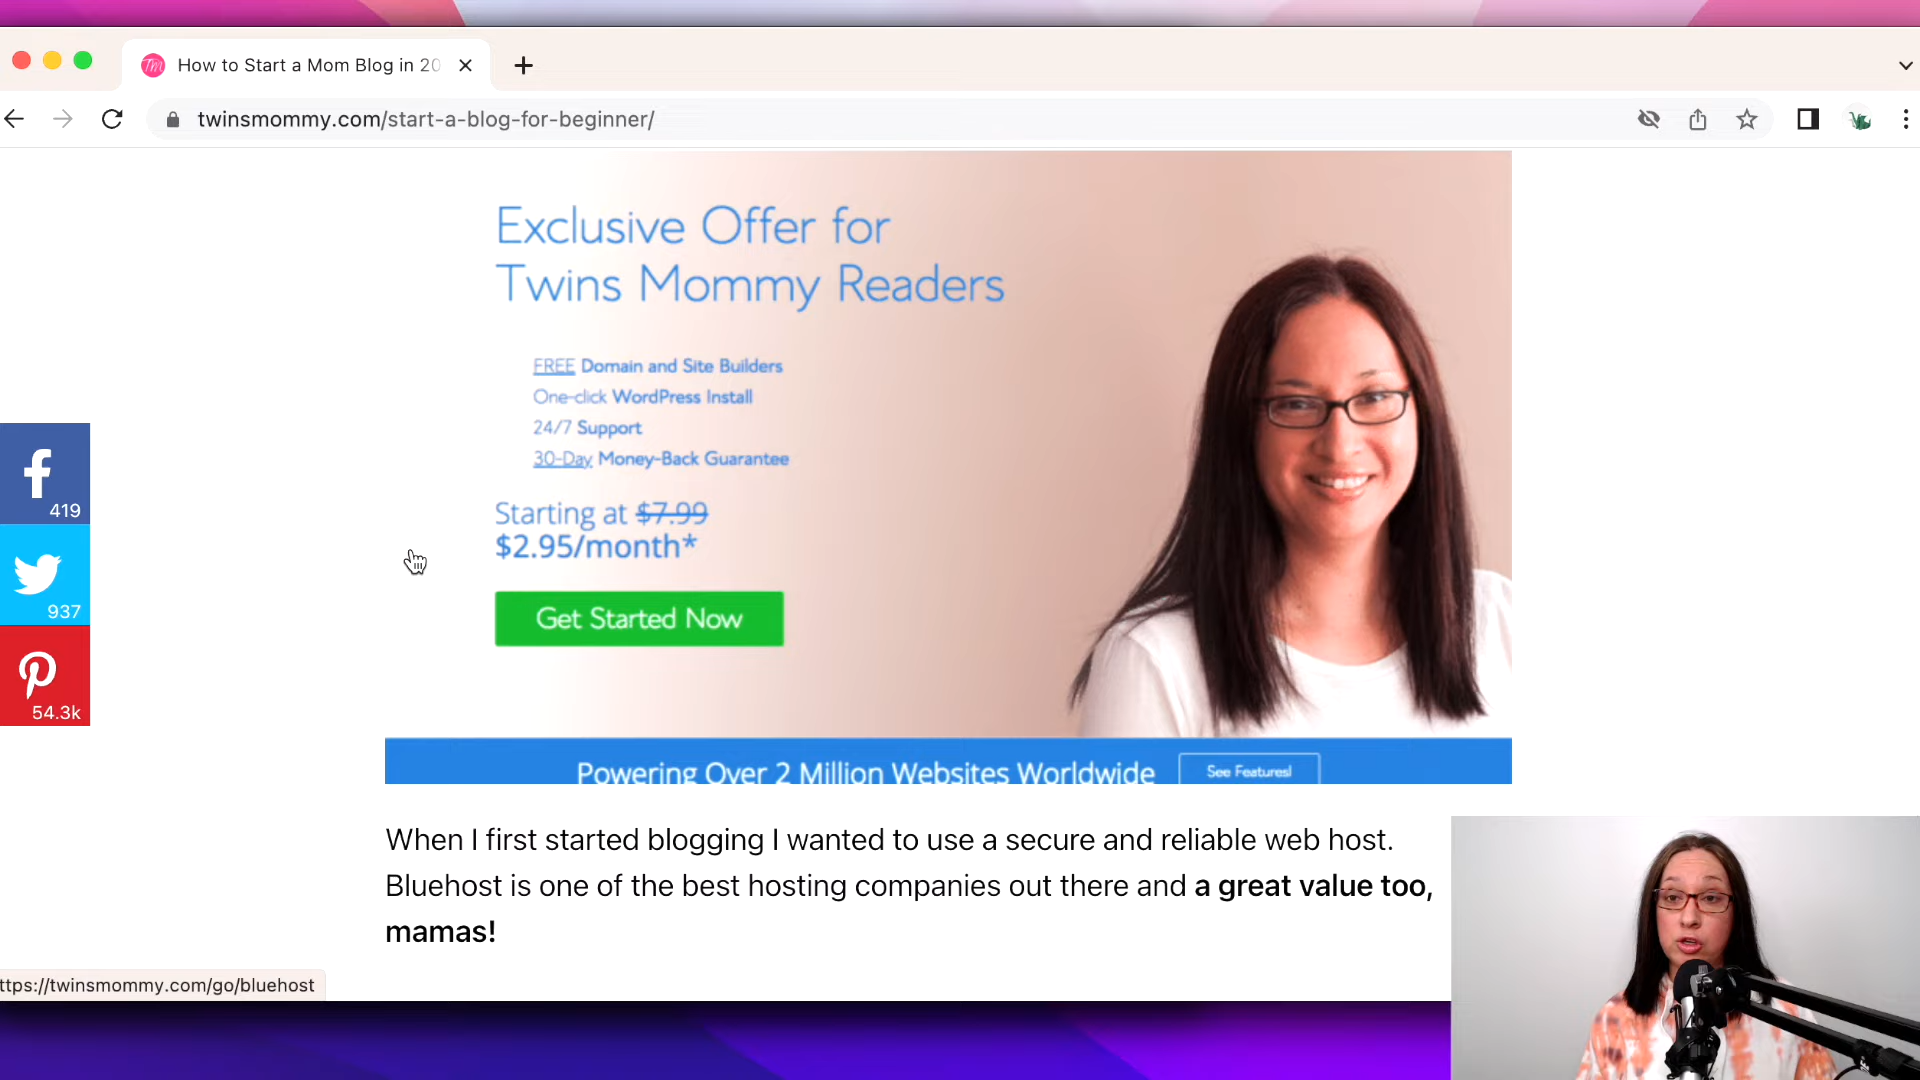 How to Start a Mom Blog in 20
twinsmommy.com/start-a-blog-for-beginner/
Exclusive Offer for
Twins Mommy Readers
FREE Domain and Site Builders
One-click WordPress Install
24/7 Support
30-Day Money-Back Guarantee
Starting at $7.99
$2.95/month*
Get Started Now
419
937
54.3k
Powering Over 2 Million Websites Worldwide
See Features!
When I first started blogging I wanted to use a secure and reliable web host.
Bluehost is one of the best hosting companies out there and a great value too,
mamas!
ttps://twinsmommy.com/go/bluehost